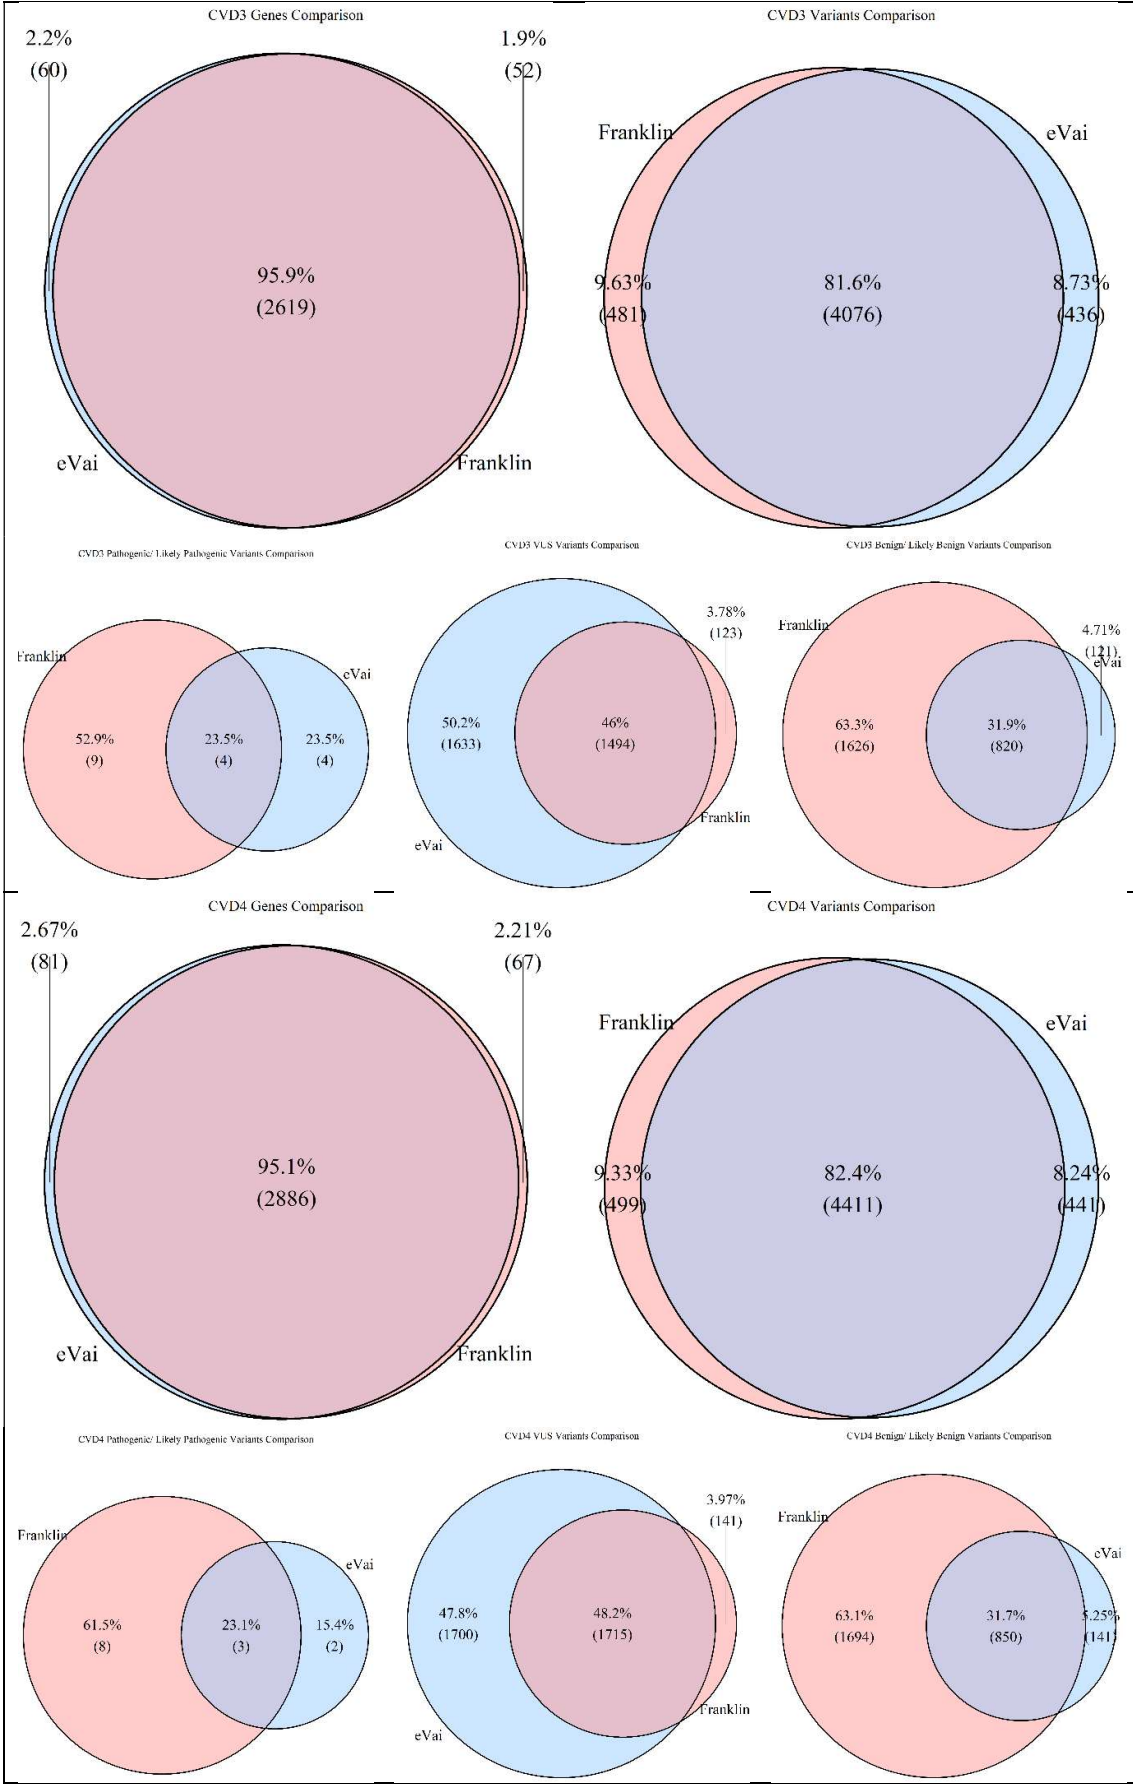 CVD3 Genes Comparison
2.2%
(60)
1.9%
(52)
95.9%
(2619)
eVai
Franklin
CVD3 Variants Comparison
Franklin
eVai
9.63%
(481)
81.6%
(4076)
8.73%
(436)
CVD3 Pathogenic/ Likely Pathogenic Variants Comparison
Franklin
eVai
52.9%
(9)
23.5%
(4)
23.5%
(4)
CVD3 VUS Variants Comparison
3.78%
(123)
50.2%
(1633)
46%
(1494)
Franklin
eVai
CVD3 Benign/ Likely Benign Variants Comparison
Franklin
4.71%
(121)
eVai
63.3%
(1626)
31.9%
(820)
CVD4 Genes Comparison
2.67%
(81)
2.21%
(67)
95.1%
(2886)
eVai
Franklin
CVD4 Variants Comparison
Franklin
eVai
9.33%
(499)
82.4%
(4411)
8.24%
(441)
CVD4 Pathogenic/ Likely Pathogenic Variants Comparison
Franklin
eVai
61.5%
(8)
23.1%
(3)
15.4%
(2)
CVD4 VUS Variants Comparison
3.97%
(141)
47.8%
(1700)
48.2%
(1715)
Franklin
eVai
CVD4 Benign/ Likely Benign Variants Comparison
Franklin
eVai
63.1%
(1694)
31.7%
(850)
5.25%
(141)